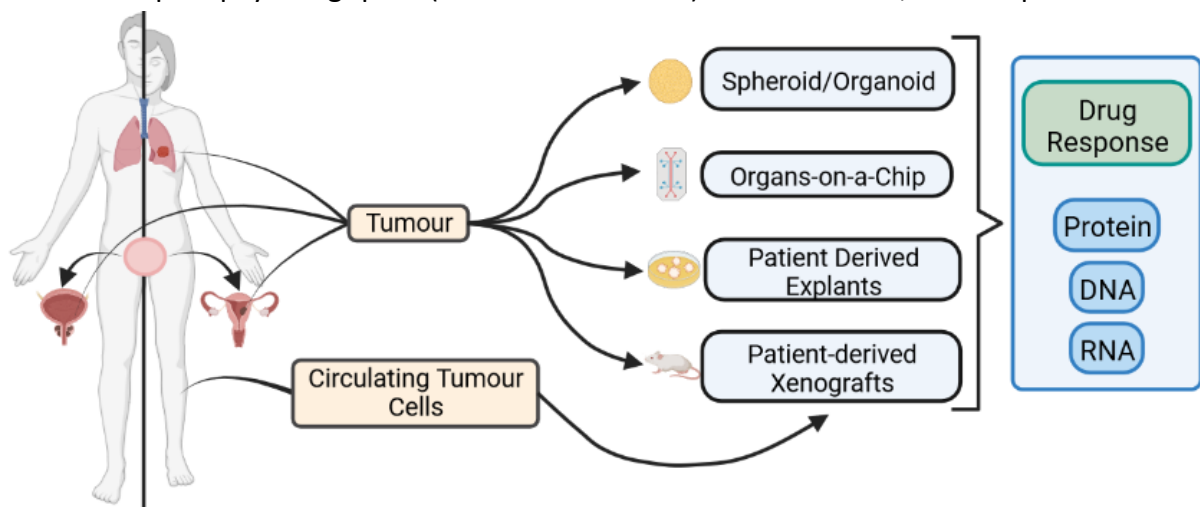 Spheroid/Organoid
Drug
Response
Organs-on-a-Chip
Tumour
Protein
Patient Derived
Explants
DNA
RNA
Patient-derived
Xenografts
Circulating Tumour
Cells